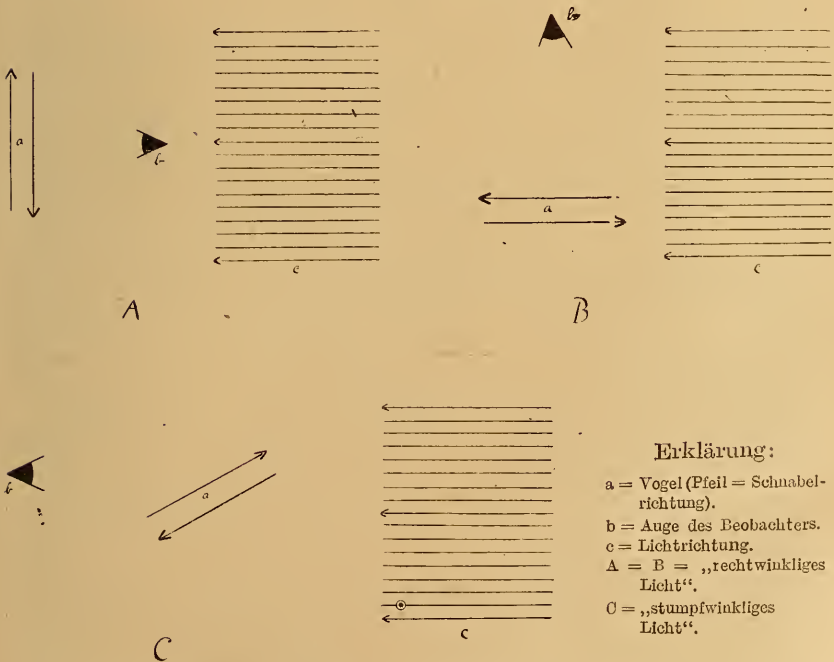 b
a
b
c
c
a
A
B
b
a
c
C
Erklärung:
a = Vogel (Pfeil = Schnabel-
richtung).
b = Auge des Beobachters.
c = Lichtrichtung.
A = B = „rechtwinkliges
Licht“.
C = „stumpfwinkliges
Licht“.